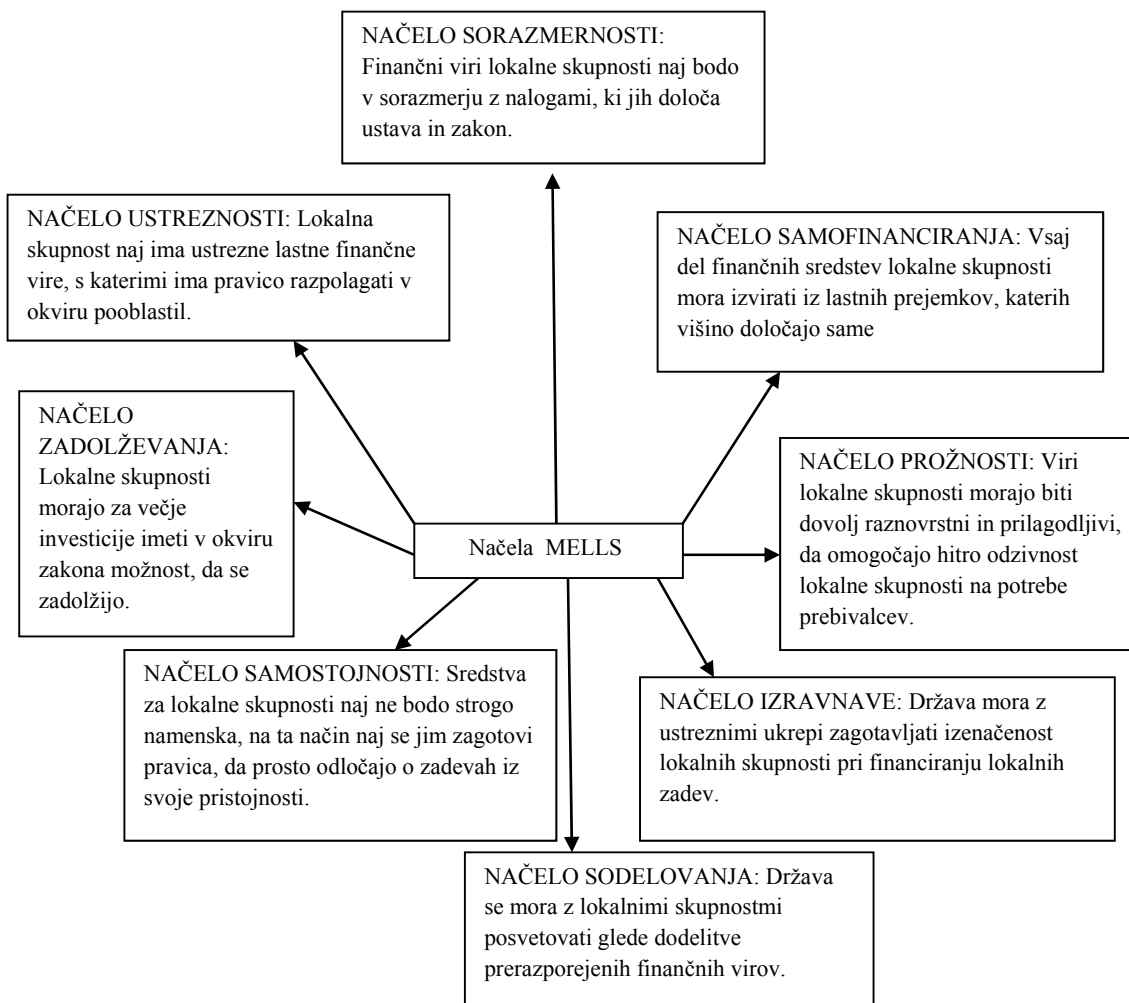 NAČELO SORAZMERNOSTI:
Finančni viri lokalne skupnosti naj bodo
v sorazmerju z nalogami, ki jih določa
ustava in zakon.
NAČELO USTREZNOSTI: Lokalna
skupnost naj ima ustrezne lastne finančne
vire, s katerimi ima pravico razpolagati v
okviru pooblastil.
NAČELO SAMOFINANCIRANJA: Vsaj
del finančnih sredstev lokalne skupnosti
mora izvirati iz lastnih prejemkov, katerih
višino določajo same
NAČELO
ZADOLŽEVANJA:
Lokalne skupnosti
morajo za večje
investicije imeti v okviru
zakona možnost, da se
zadolžijo.
Načela MELLS
NAČELO PROŽNOSTI: Viri
lokalne skupnosti morajo biti
dovolj raznovrstni in prilagodljivi,
da omogočajo hitro odzivnost
lokalne skupnosti na potrebe
prebivalcev.
NAČELO SAMOSTOJNOSTI: Sredstva
za lokalne skupnosti naj ne bodo strogo
namenska, na ta način naj se jim zagotovi
pravica, da prosto odločajo o zadevah iz
svoje pristojnosti.
NAČELO IZRAVNAVE: Država mora z
ustreznimi ukrepi zagotavljati izenačenost
lokalnih skupnosti pri financiranju lokalnih
zadev.
NAČELO SODELOVANJA: Država
se mora z lokalnimi skupnostmi
posvetovati glede dodelitve
prerazporejenih finančnih virov.